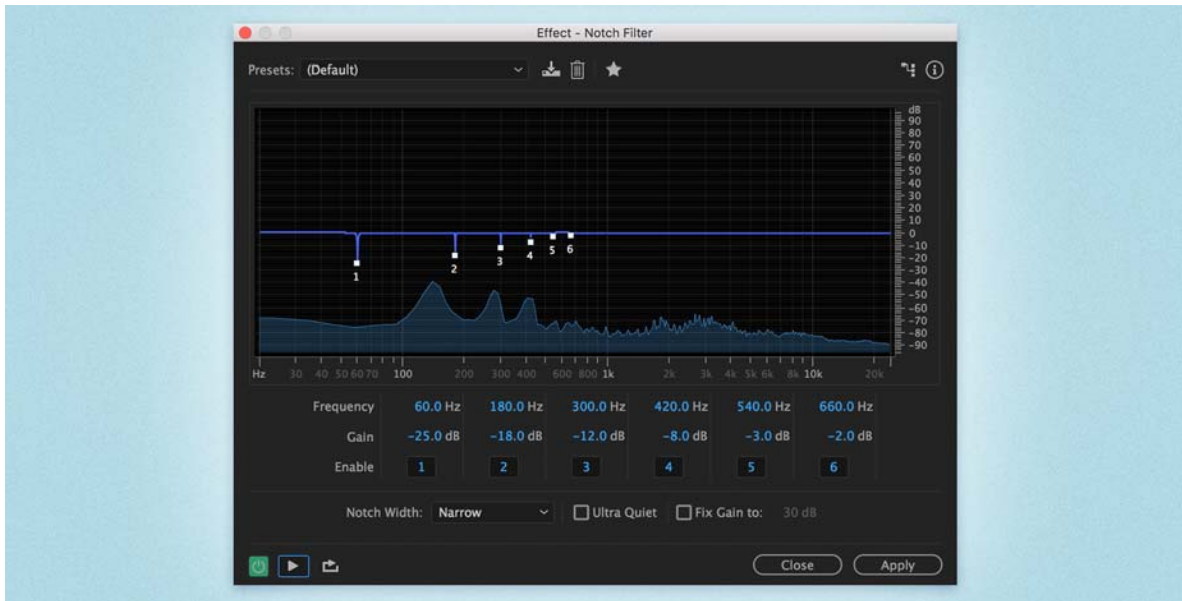 Effect - Notch Filter
Presets: (Default)
dB
90
80
70
60
50
40
30
20
10
0
-10
-20
-30
-40
-50
-60
-70
-80
-90
1 2 3 4 5 6
Hz 30 40 50 60 70 100 200 300 400 600 800 1k 2k 3k 4k 5k 6k 8k 10k 20k
Frequency 60.0 Hz 180.0 Hz 300.0 Hz 420.0 Hz 540.0 Hz 660.0 Hz
Gain -25.0 dB -18.0 dB -12.0 dB -8.0 dB -3.0 dB -2.0 dB
Enable 1 2 3 4 5 6
Notch Width: Narrow Ultra Quiet Fix Gain to: 30 dB
Close Apply